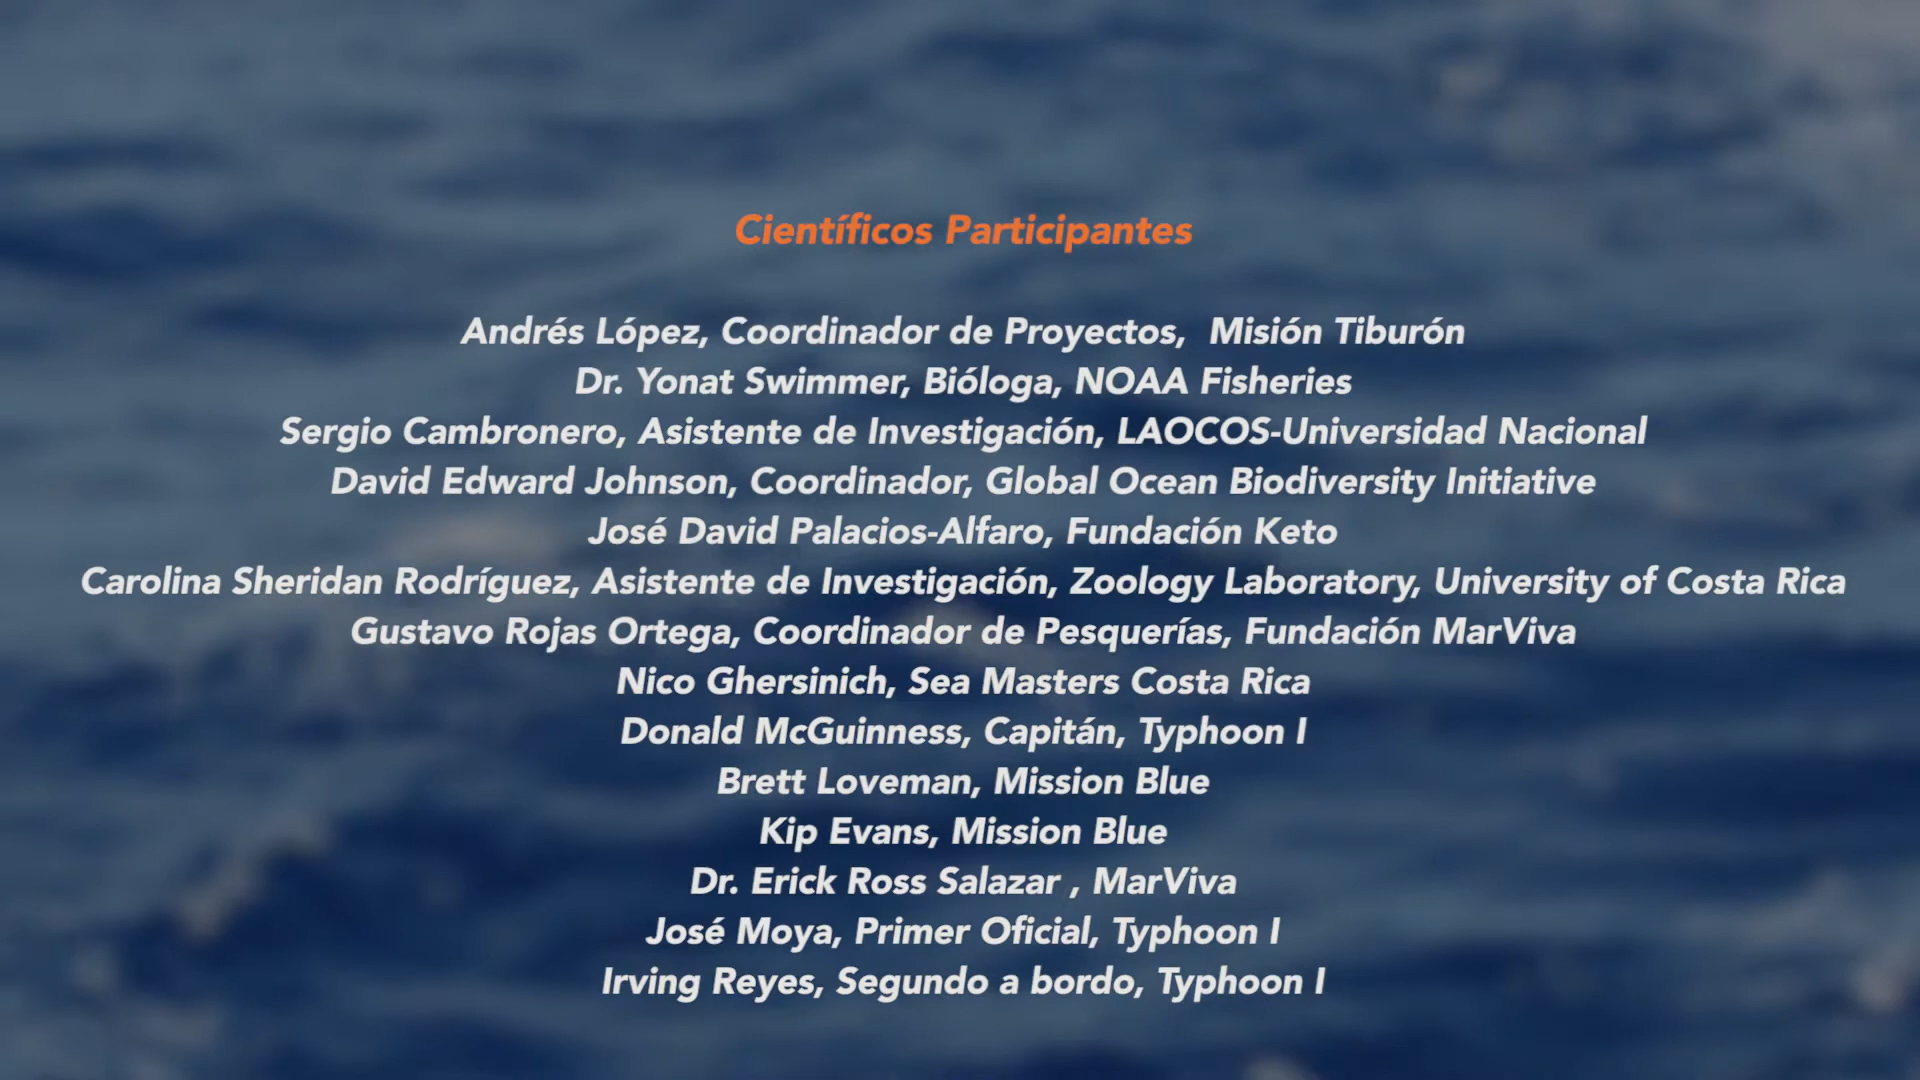 Científicos Participantes
Andrés López, Coordinador de Proyectos,  Misión Tiburón
Dr. Yonat Swimmer, Bióloga, NOAA Fisheries
Sergio Cambronero, Asistente de Investigación, LAOCOS-Universidad Nacional
David Edward Johnson, Coordinador, Global Ocean Biodiversity Initiative
José David Palacios-Alfaro, Fundación Keto
Carolina Sheridan Rodríguez, Asistente de Investigación, Zoology Laboratory, University of Costa Rica
Gustavo Rojas Ortega, Coordinador de Pesquerías, Fundación MarViva
Nico Ghersinich, Sea Masters Costa Rica
Donald McGuinness, Capitán, Typhoon I
Brett Loveman, Mission Blue
Kip Evans, Mission Blue
Dr. Erick Ross Salazar , MarViva
José Moya, Primer Oficial, Typhoon I
Irving Reyes, Segundo a bordo, Typhoon I